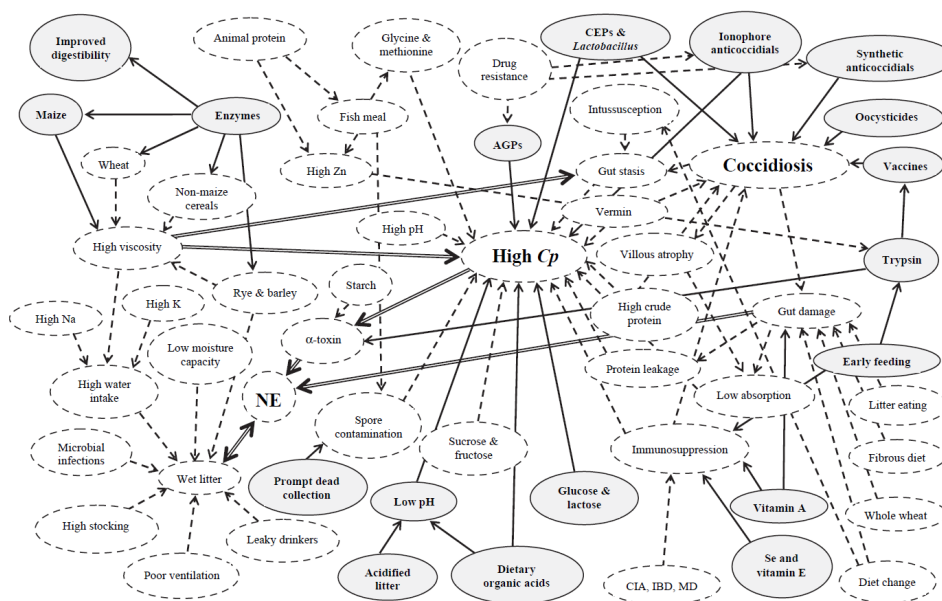 Improved
digestibility
Animal protein
Glycine &
methionine
CEPs &
Lactobacillus
Drug
resistance
Ionophore
anticoccidials
Synthetic
anticoccidials
Maize
Enzymes
Fish meal
Intussusception
Oocysticides
AGPs
Wheat
High Zn
Gut stasis
Coccidiosis
Vaccines
Non-maize
cereals
High pH
Vermin
High viscosity
High Cp
Villous atrophy
Trypsin
Starch
Rye & barley
High K
High Na
High crude
protein
Gut damage
α-toxin
Low moisture
capacity
Protein leakage
Early feeding
High water
intake
NE
Low absorption
Litter eating
Spore
contamination
Sucrose &
fructose
Microbial
infections
Immunosuppression
Fibrous diet
Wet litter
Prompt dead
collection
Low pH
Glucose &
lactose
Vitamin A
Whole wheat
High stocking
Leaky drinkers
Poor ventilation
Acidified
litter
Dietary
organic acids
CIA, IBD, MD
Se and
vitamin E
Diet change